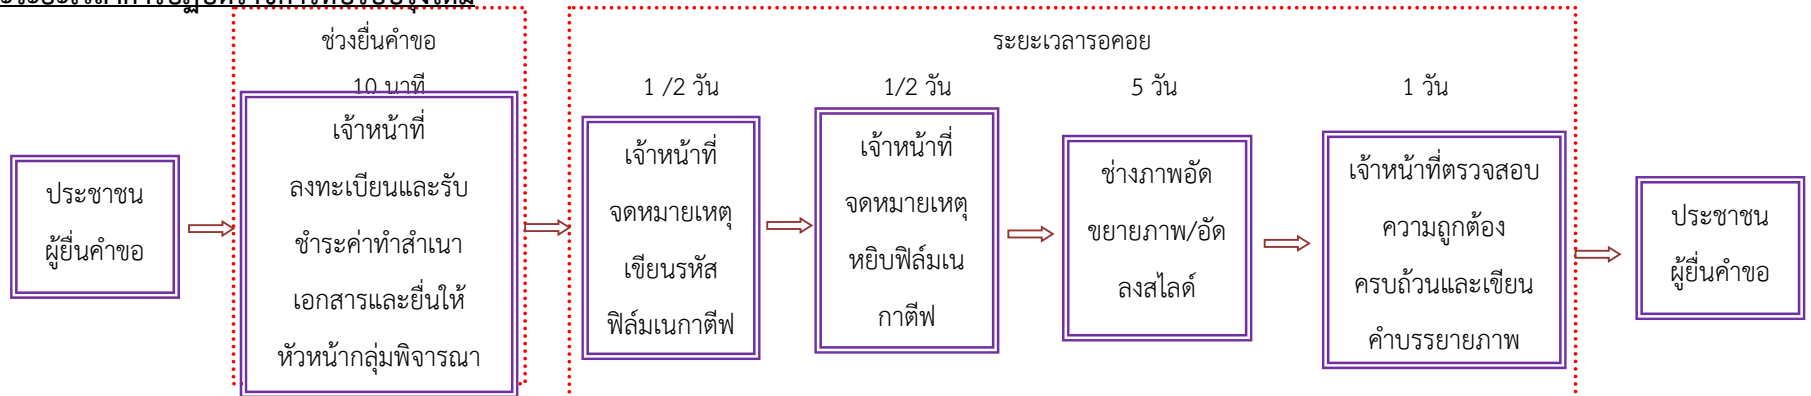 ช่วงยื่นคำขอ
10 นาที
ระยะเวลารอคอย
1 /2 วัน
1/2 วัน
5 วัน
1 วัน
ประชาชน
ผู้ยื่นคำขอ
เจ้าหน้าที่
ลงทะเบียนและรับ
ชำระค่าทำสำเนา
เอกสารและยื่นให้
หัวหน้ากลุ่มพิจารณา
เจ้าหน้าที่
จดหมายเหตุ
เขียนรหัส
ฟิล์มเนกาตีฟ
เจ้าหน้าที่
จดหมายเหตุ
หยิบฟิล์มเน
กาตีฟ
ช่างภาพอัด
ขยายภาพ/อัด
ลงสไลด์
เจ้าหน้าที่ตรวจสอบ
ความถูกต้อง
ครบถ้วนและเขียน
คำบรรยายภาพ
ประชาชน
ผู้ยื่นคำขอ